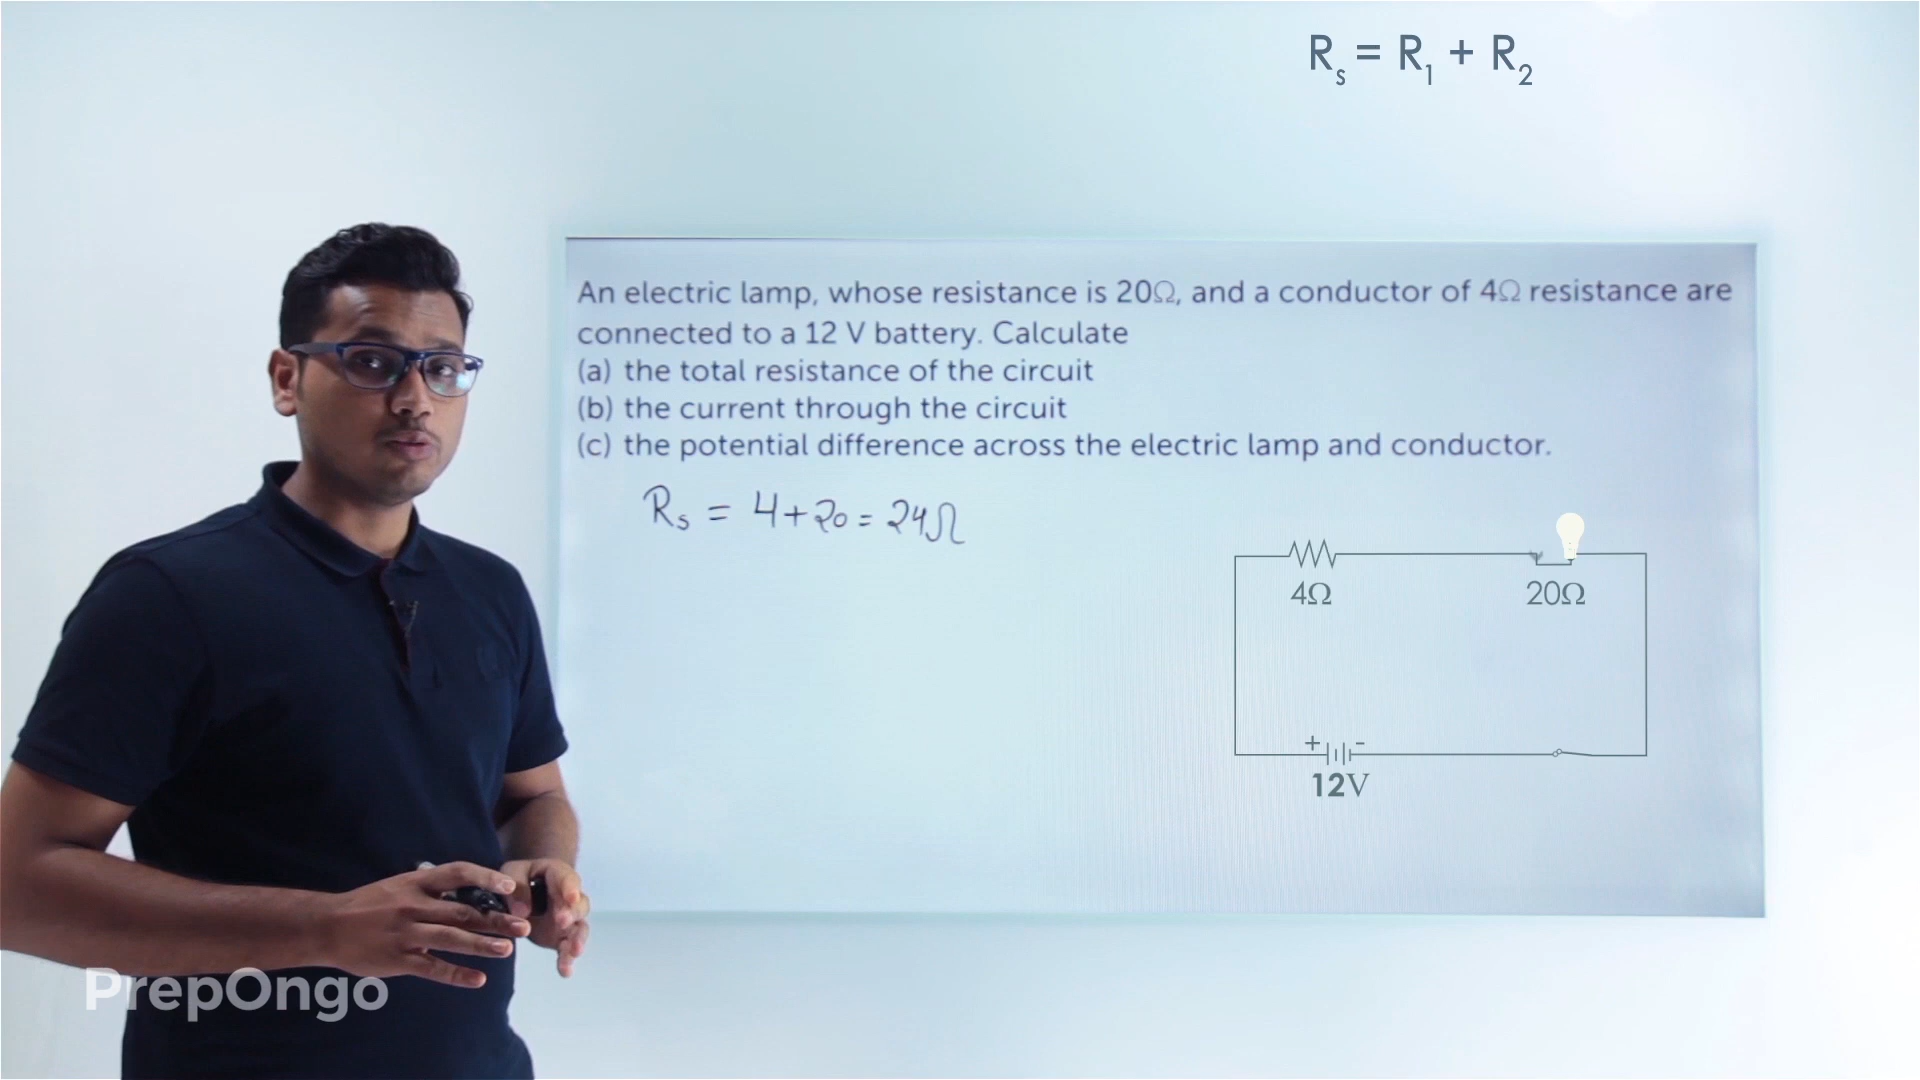 Rs = R1 + R2
An electric lamp, whose resistance is 20Ω, and a conductor of 4Ω resistance are
connected to a 12 V battery. Calculate
(a) the total resistance of the circuit
(b) the current through the circuit
(c) the potential difference across the electric lamp and conductor.
Rs = 4+20 = 24Ω
4Ω
20Ω
+ -
12V
PrepOngo